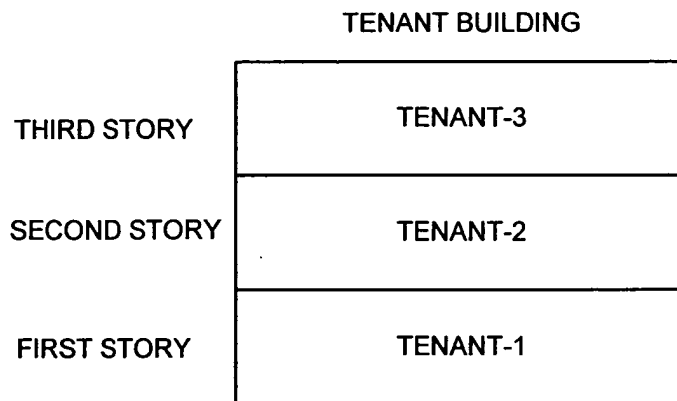 TENANT BUILDING
THIRD STORY TENANT-3
SECOND STORY TENANT-2
FIRST STORY TENANT-1